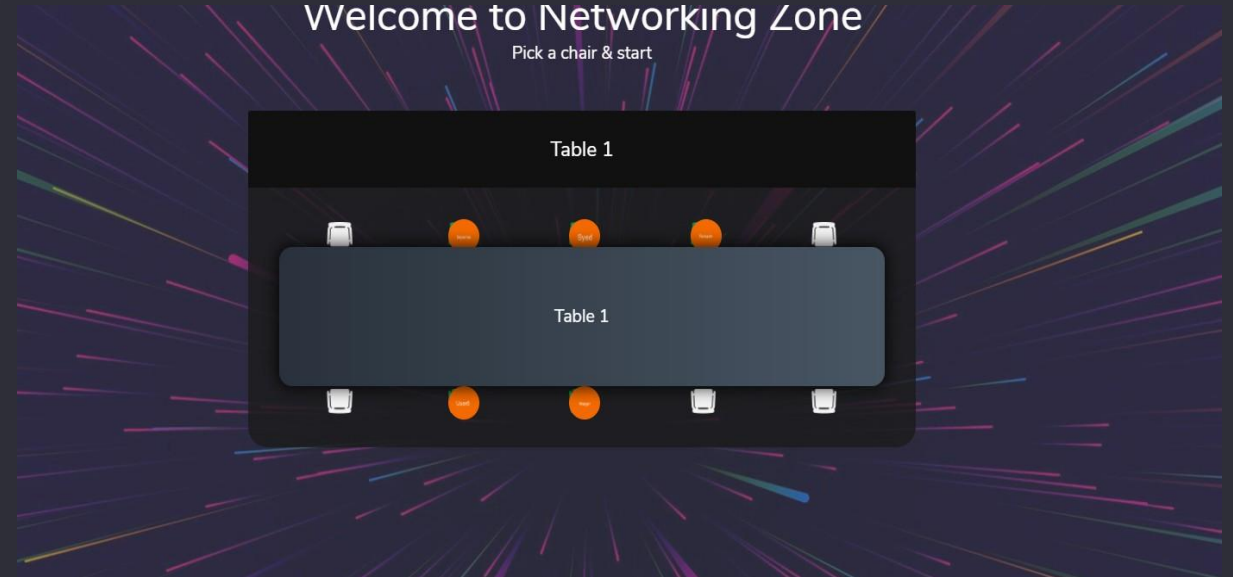 Welcome to Networking Zone
Pick a chair & start
Table 1
Syed
Table 1